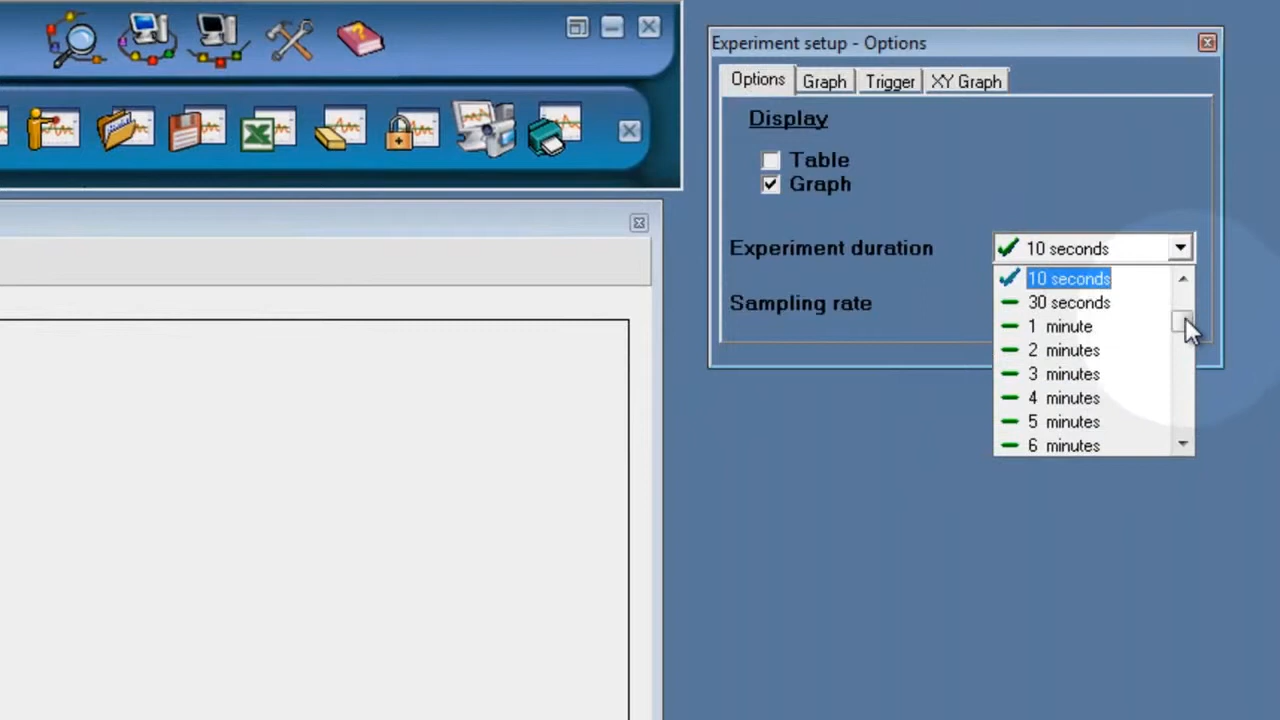 Experiment setup - Options
Options Graph Trigger XY Graph
Display
Table
Graph
Experiment duration 10 seconds
10 seconds
30 seconds
Sampling rate
1 minute
2 minutes
3 minutes
4 minutes
5 minutes
6 minutes